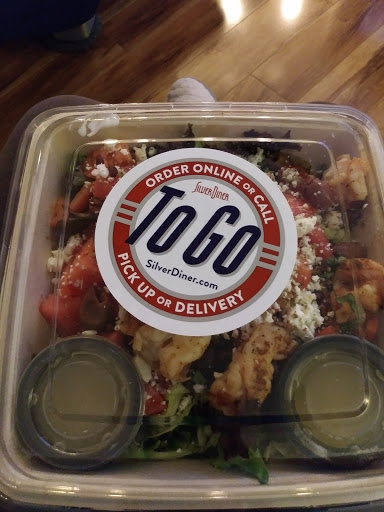 ORDER ONLINE OR CALL
SILVER DINER
TO GO
SilverDiner.com
PICK UP OR DELIVERY